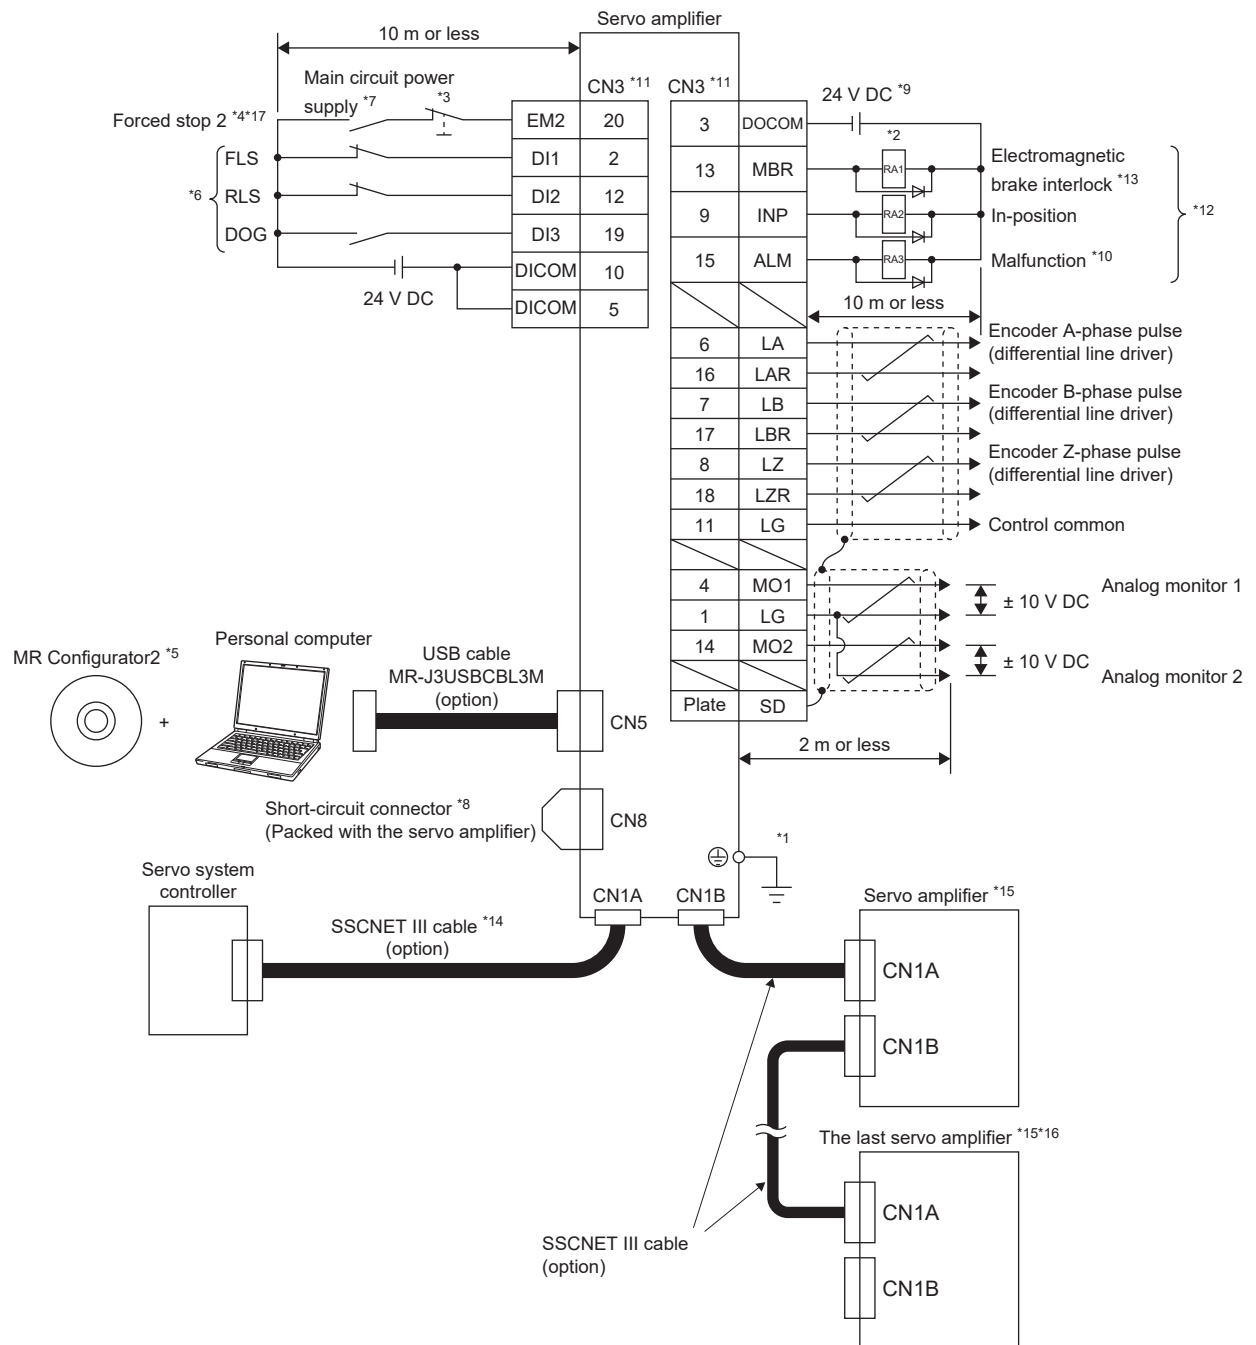 Servo amplifier
10 m or less
Main circuit power
supply *7
*3
CN3 *11
CN3 *11
24 V DC *9
Forced stop 2 *4*17
EM2 20
3 DOCOM
*2
FLS
DI1 2
13 MBR
RA1
Electromagnetic
brake interlock *13
*6
RLS
DI2 12
9 INP
RA2
In-position
*12
DOG
DI3 19
15 ALM
RA3
Malfunction *10
DICOM 10
24 V DC
DICOM 5
10 m or less
6 LA
Encoder A-phase pulse
(differential line driver)
16 LAR
7 LB
Encoder B-phase pulse
(differential line driver)
17 LBR
8 LZ
Encoder Z-phase pulse
(differential line driver)
18 LZR
11 LG
Control common
4 MO1
Analog monitor 1
± 10 V DC
1 LG
14 MO2
± 10 V DC
Analog monitor 2
Plate SD
2 m or less
MR Configurator2 *5
+
Personal computer
USB cable
MR-J3USBCBL3M
(option)
CN5
Short-circuit connector *8
(Packed with the servo amplifier)
CN8
*1
Servo system
controller
CN1A
CN1B
SSCNET III cable *14
(option)
Servo amplifier *15
CN1A
CN1B
The last servo amplifier *15*16
CN1A
CN1B
SSCNET III cable
(option)